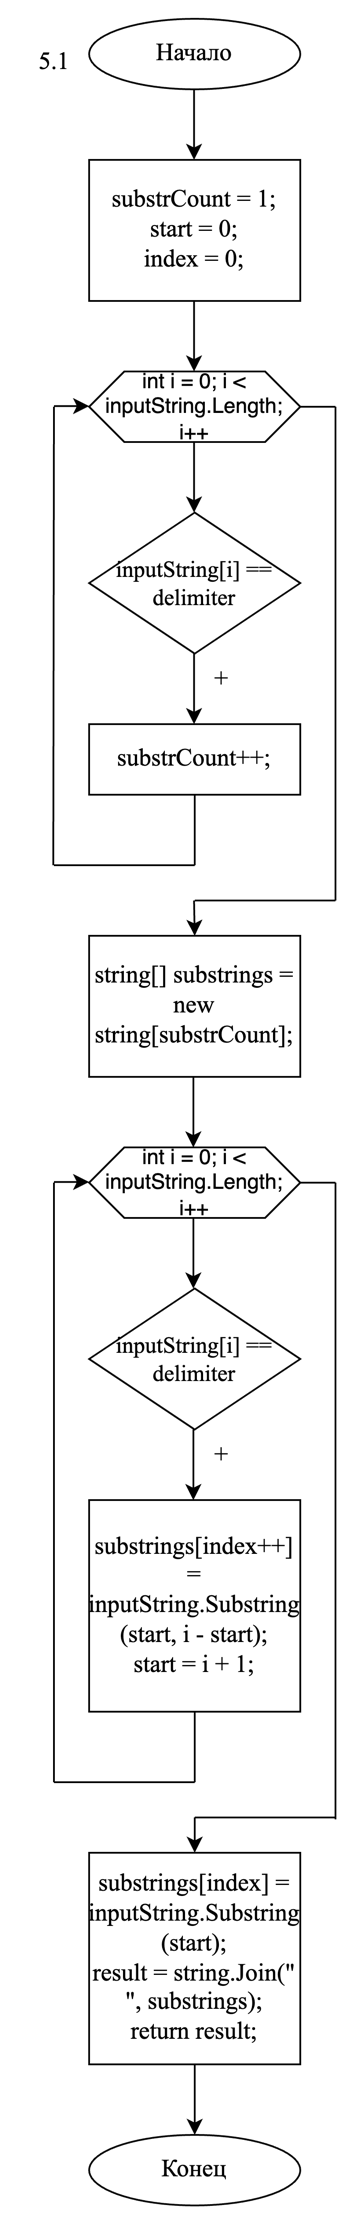 5.1
Начало
substrCount = 1;
start = 0;
index = 0;
int i = 0; i <
inputString.Length;
i++
inputString[i] ==
delimiter
+
substrCount++;
string[] substrings =
new
string[substrCount];
int i = 0; i <
inputString.Length;
i++
inputString[i] ==
delimiter
+
substrings[index++]
=
inputString.Substring
(start, i - start);
start = i + 1;
substrings[index] =
inputString.Substring
(start);
result = string.Join("
", substrings);
return result;
Конец